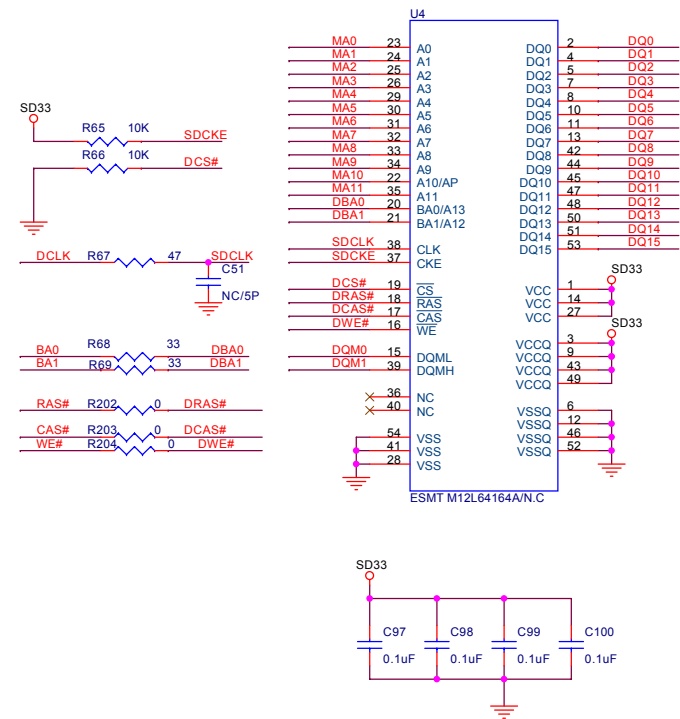 U4
MA0 23 A0 DQ0 2 DQ0
MA1 24 A1 DQ1 4 DQ1
MA2 25 A2 DQ2 5 DQ2
MA3 26 A3 DQ3 7 DQ3
MA4 29 A4 DQ4 8 DQ4
MA5 30 A5 DQ5 10 DQ5
MA6 31 A6 DQ6 11 DQ6
MA7 32 A7 DQ7 13 DQ7
MA8 33 A8 DQ8 42 DQ8
MA9 34 A9 DQ9 44 DQ9
MA10 22 A10/AP DQ10 45 DQ10
MA11 35 A11 DQ11 47 DQ11
DBA0 20 BA0/A13 DQ12 48 DQ12
DBA1 21 BA1/A12 DQ13 50 DQ13
DQ14 51 DQ14
SDCLK 38 CLK DQ15 53 DQ15
SDCKE 37 CKE
SD33
DCS# 19 CS VCC 1
DRAS# 18 RAS VCC 14
DCAS# 17 CAS VCC 27
DWE# 16 WE
SD33
VCCQ 3
DQM0 15 DQML VCCQ 9
DQM1 39 DQMH VCCQ 43
VCCQ 49
36 NC
40 NC VSSQ 6
VSSQ 12
54 VSS VSSQ 46
41 VSS VSSQ 52
28 VSS
ESMT M12L64164A/N.C
SD33
R65 10K SDCKE
R66 10K DCS#
DCLK R67 47 SDCLK
C51
NC/5P
BA0 R68 33 DBA0
BA1 R69 33 DBA1
RAS# R202 0 DRAS#
CAS# R203 0 DCAS#
WE# R204 0 DWE#
SD33
C97 C98 C99 C100
0.1uF 0.1uF 0.1uF 0.1uF